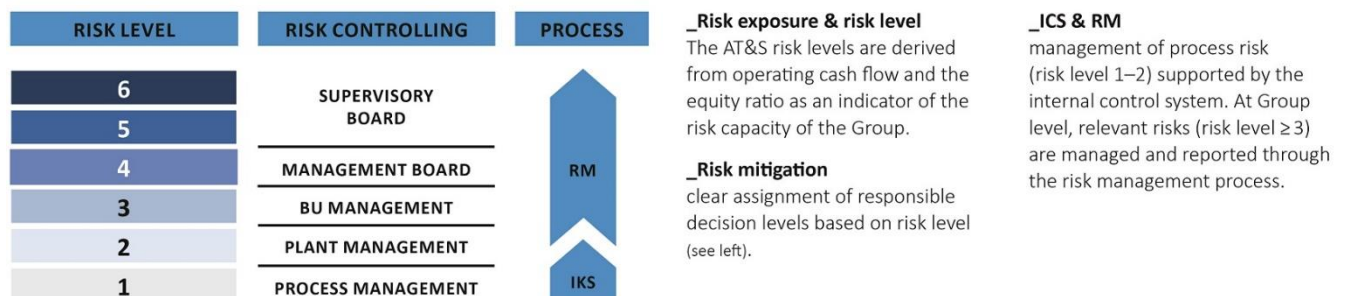 RISK LEVEL
RISK CONTROLLING
PROCESS
6
5
4
3
2
1
SUPERVISORY
BOARD
MANAGEMENT BOARD
BU MANAGEMENT
PLANT MANAGEMENT
PROCESS MANAGEMENT
RM
IKS
_Risk exposure & risk level
The AT&S risk levels are derived
from operating cash flow and the
equity ratio as an indicator of the
risk capacity of the Group.
_Risk mitigation
clear assignment of responsible
decision levels based on risk level
(see left).
_ICS & RM
management of process risk
(risk level 1–2) supported by the
internal control system. At Group
level, relevant risks (risk level ≥ 3)
are managed and reported through
the risk management process.